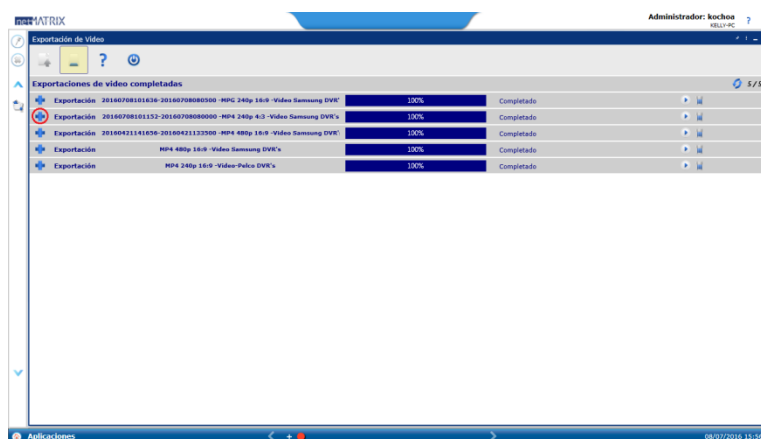 netMATRIX
Administrador: kochoa ?
KELLY-PC
Exportación de Video
?
Exportaciones de video completadas 5/5
Exportación 20160708101636-20160708080500 -MPG 240p 16:9 -Video Samsung DVR' 100% Completado
Exportación 20160708101152-20160708080000 -MP4 240p 4:3 -Video Samsung DVR's 100% Completado
Exportación 20160421141656-20160421133500 -MP4 480p 16:9 -Video Samsung DVR' 100% Completado
Exportación MP4 480p 16:9 -Video Samsung DVR's 100% Completado
Exportación MP4 240p 16:9 -Video-Pelco DVR's 100% Completado
Aplicaciones 08/07/2016 15:56